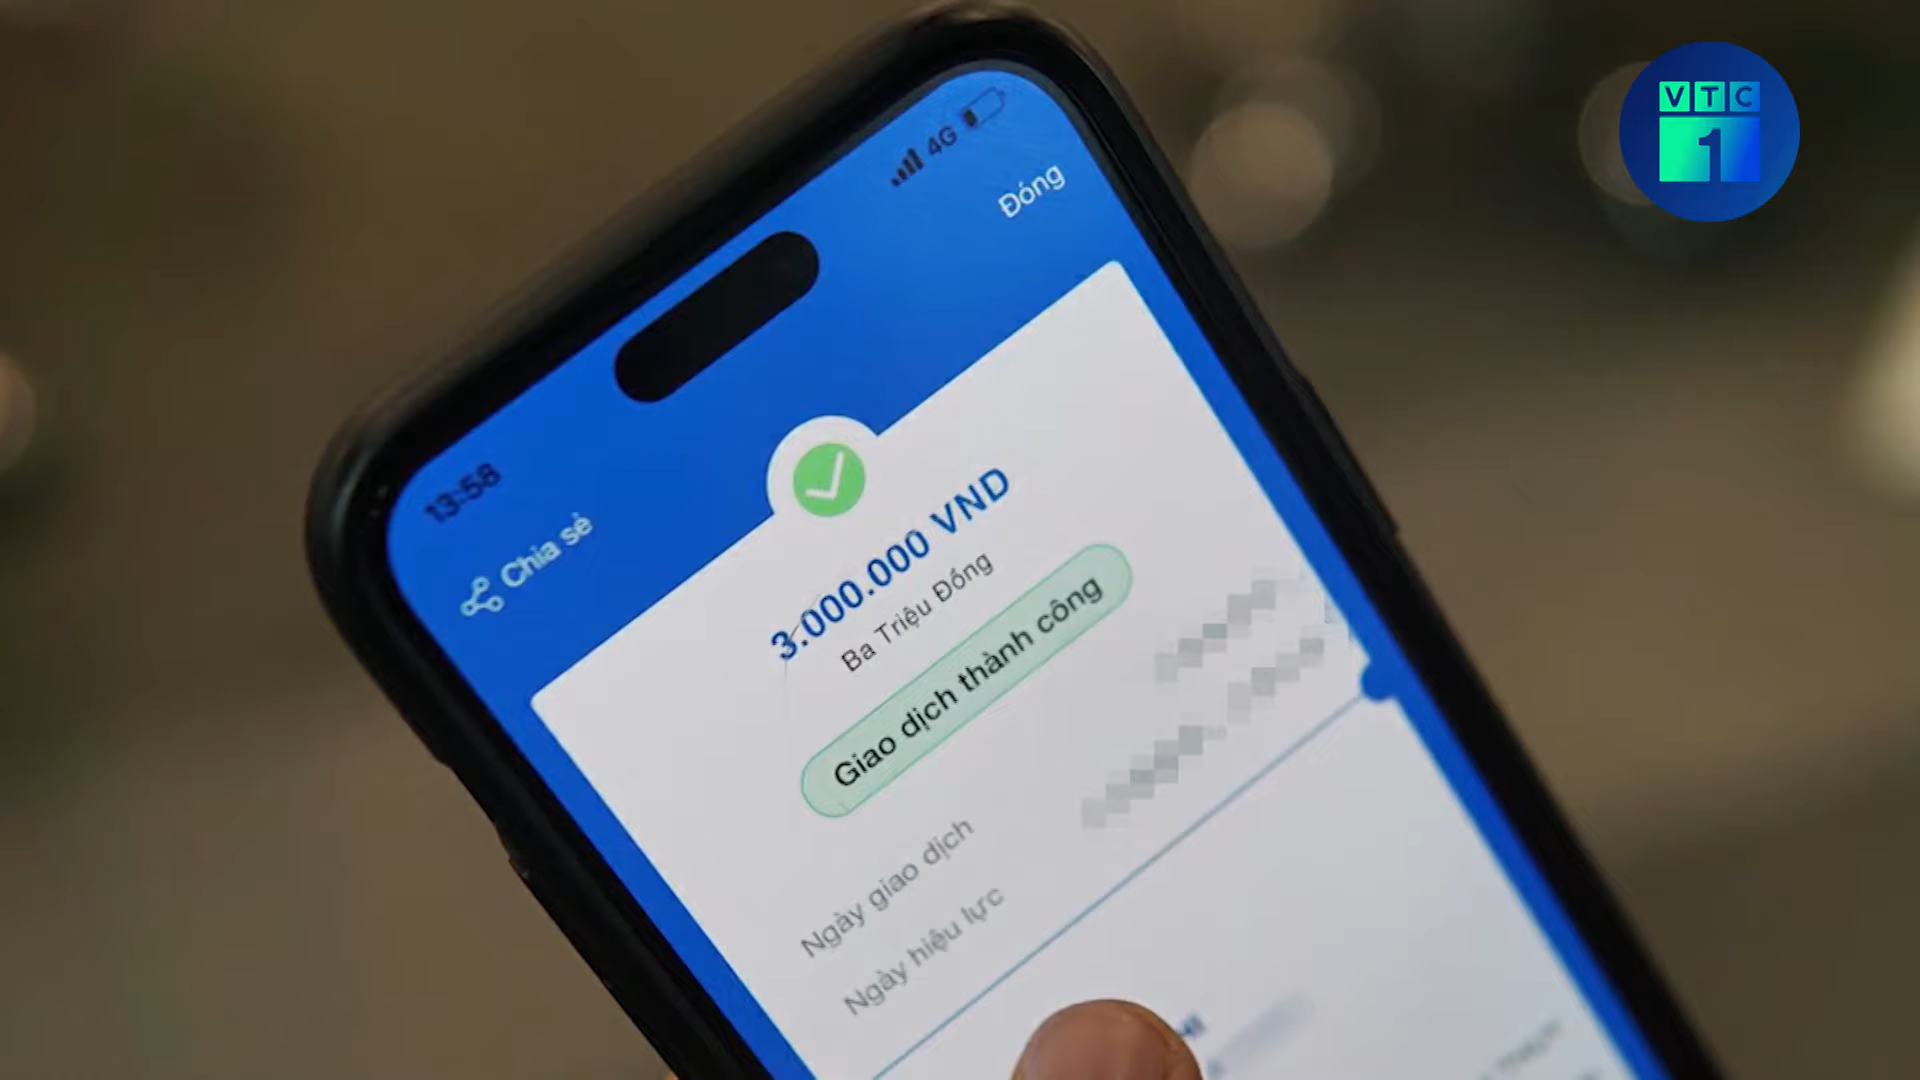 VTC
1
4G
Đóng
13:58
Chia sẻ
3.000.000 VND
Ba Triệu Đồng
Giao dịch thành công
Ngày giao dịch
Ngày hiệu lực